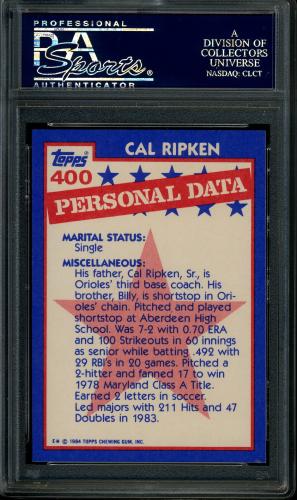 PROFESSIONAL
PSA
Sports
AUTHENTICATOR
A
DIVISION OF
COLLECTORS
UNIVERSE
NASDAQ: CLCT
CAL RIPKEN
Topps
400
PERSONAL DATA
MARITAL STATUS:
Single
MISCELLANEOUS:
His father, Cal Ripken, Sr., is
Orioles' third base coach. His
brother, Billy, is shortstop in Ori-
oles' chain. Pitched and played
shortstop at Aberdeen High
School. Was 7-2 with 0.70 ERA
and 100 Strikeouts in 60 innings
as senior while batting .492 with
29 RBI's in 20 games. Pitched a
2-hitter and fanned 17 to win
1978 Maryland Class A Title.
Earned 2 letters in soccer.
Led majors with 211 Hits and 47
Doubles in 1983.
© 1984 TOPPS CHEWING GUM, INC.